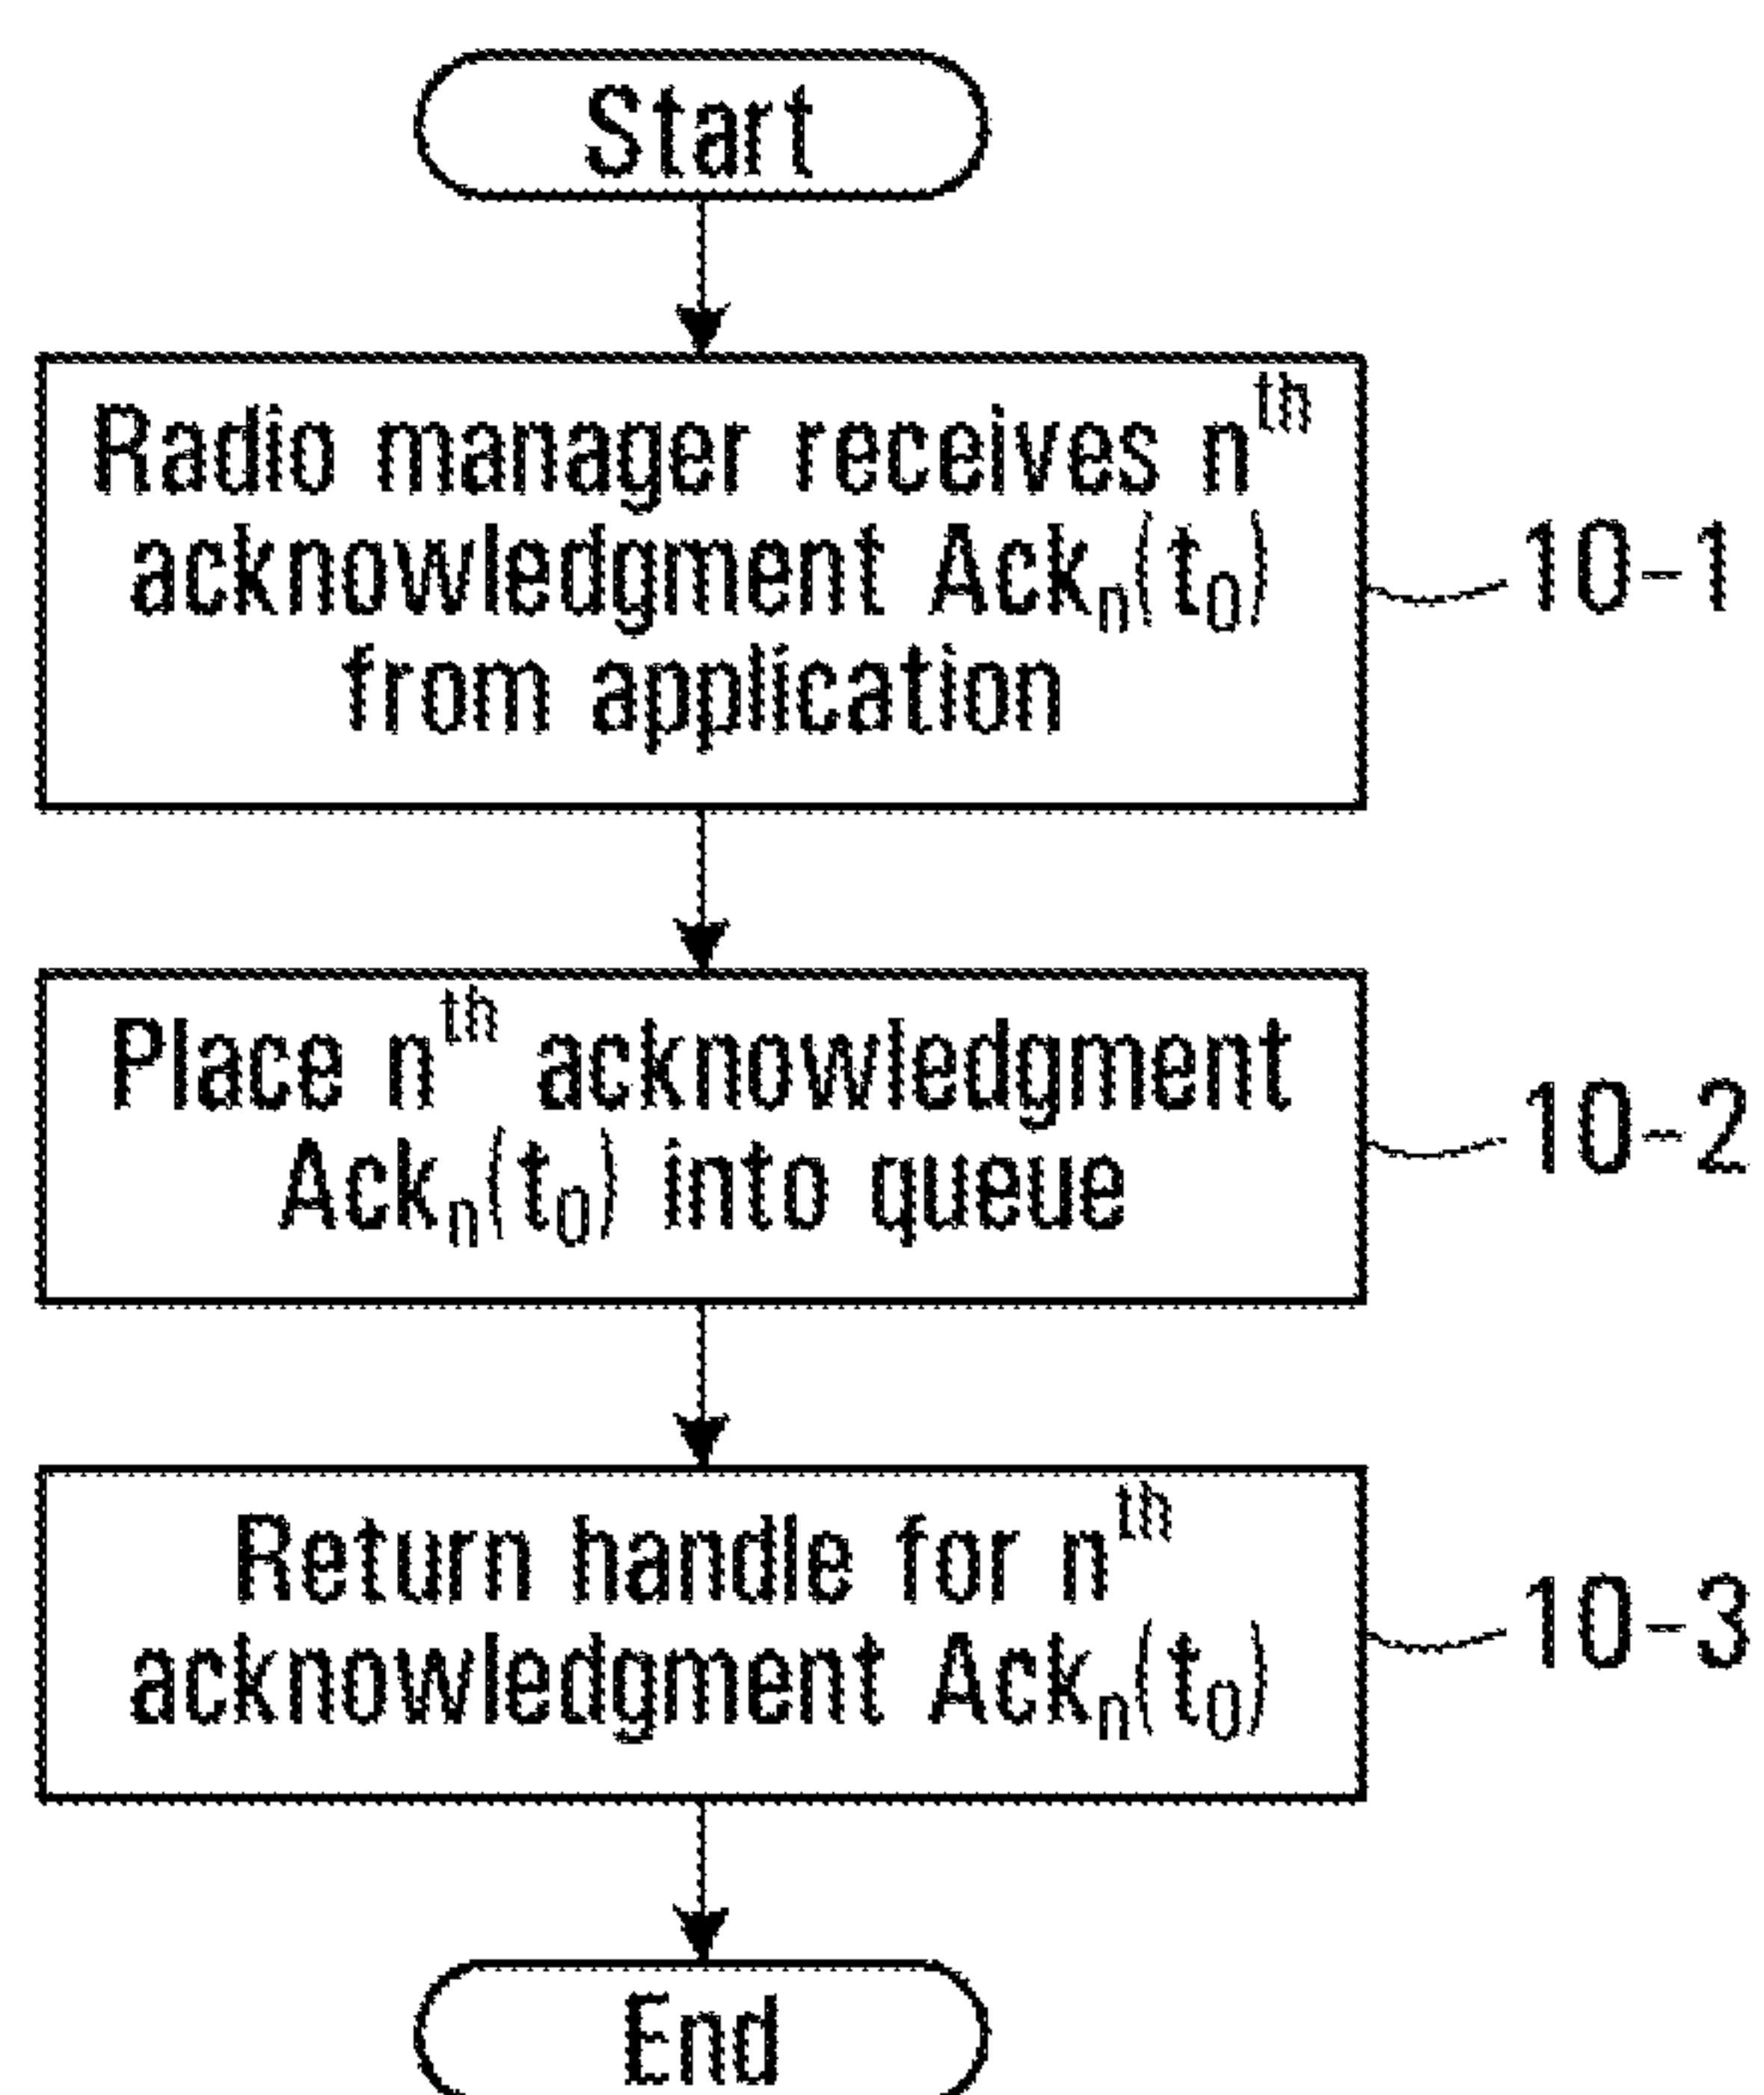 Start
Radio manager receives nth
acknowledgment Ackn(t0)
from application
10-1
Place nth acknowledgment
Ackn(t0) into queue
10-2
Return handle for nth
acknowledgment Ackn(t0)
10-3
End